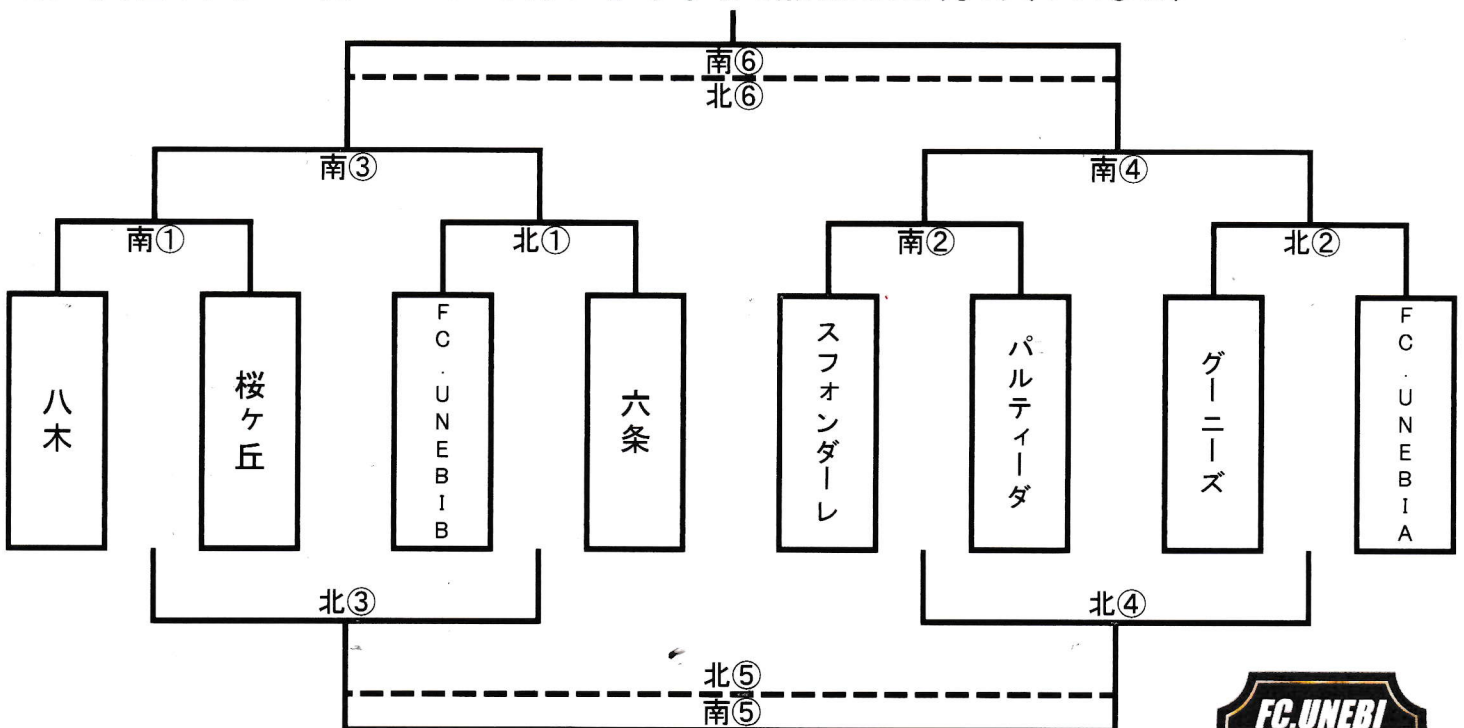 南⑥
北⑥
南③
南④
南①
北①
南②
北②
八木
桜ヶ丘
FC.UNEBIB
六条
スフォンダーレ
パルティーダ
グーニーズ
FC.UNEBIA
北③
北④
北⑤
南⑤
FC.UNEBI